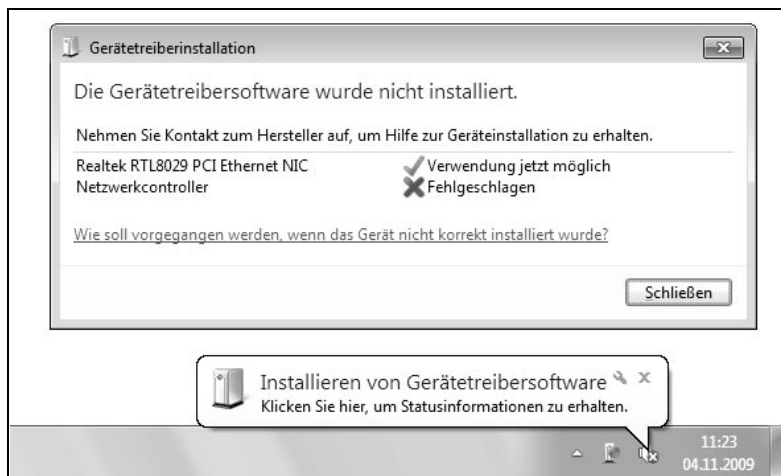 Gerätetreiberinstallation
Die Gerätetreibersoftware wurde nicht installiert.
Nehmen Sie Kontakt zum Hersteller auf, um Hilfe zur Geräteinstallation zu erhalten.
Realtek RTL8029 PCI Ethernet NIC Verwendung jetzt möglich
Netzwerkcontroller Fehlgeschlagen
Wie soll vorgegangen werden, wenn das Gerät nicht korrekt installiert wurde?
Schließen
Installieren von Gerätetreibersoftware
Klicken Sie hier, um Statusinformationen zu erhalten.
11:23
04.11.2009